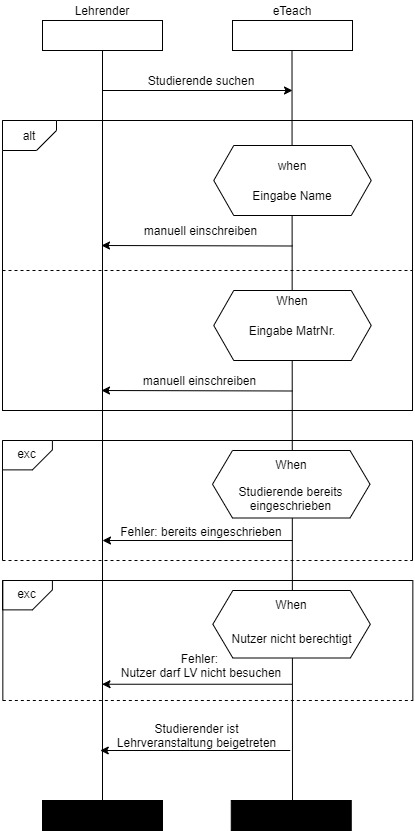 Lehrender
eTeach
Studierende suchen
alt
when
Eingabe Name
manuell einschreiben
When
Eingabe MatrNr.
manuell einschreiben
exc
When
Studierende bereits
eingeschrieben
Fehler: bereits eingeschrieben
exc
When
Nutzer nicht berechtigt
Fehler:
Nutzer darf LV nicht besuchen
Studierender ist
Lehrveranstaltung beigetreten